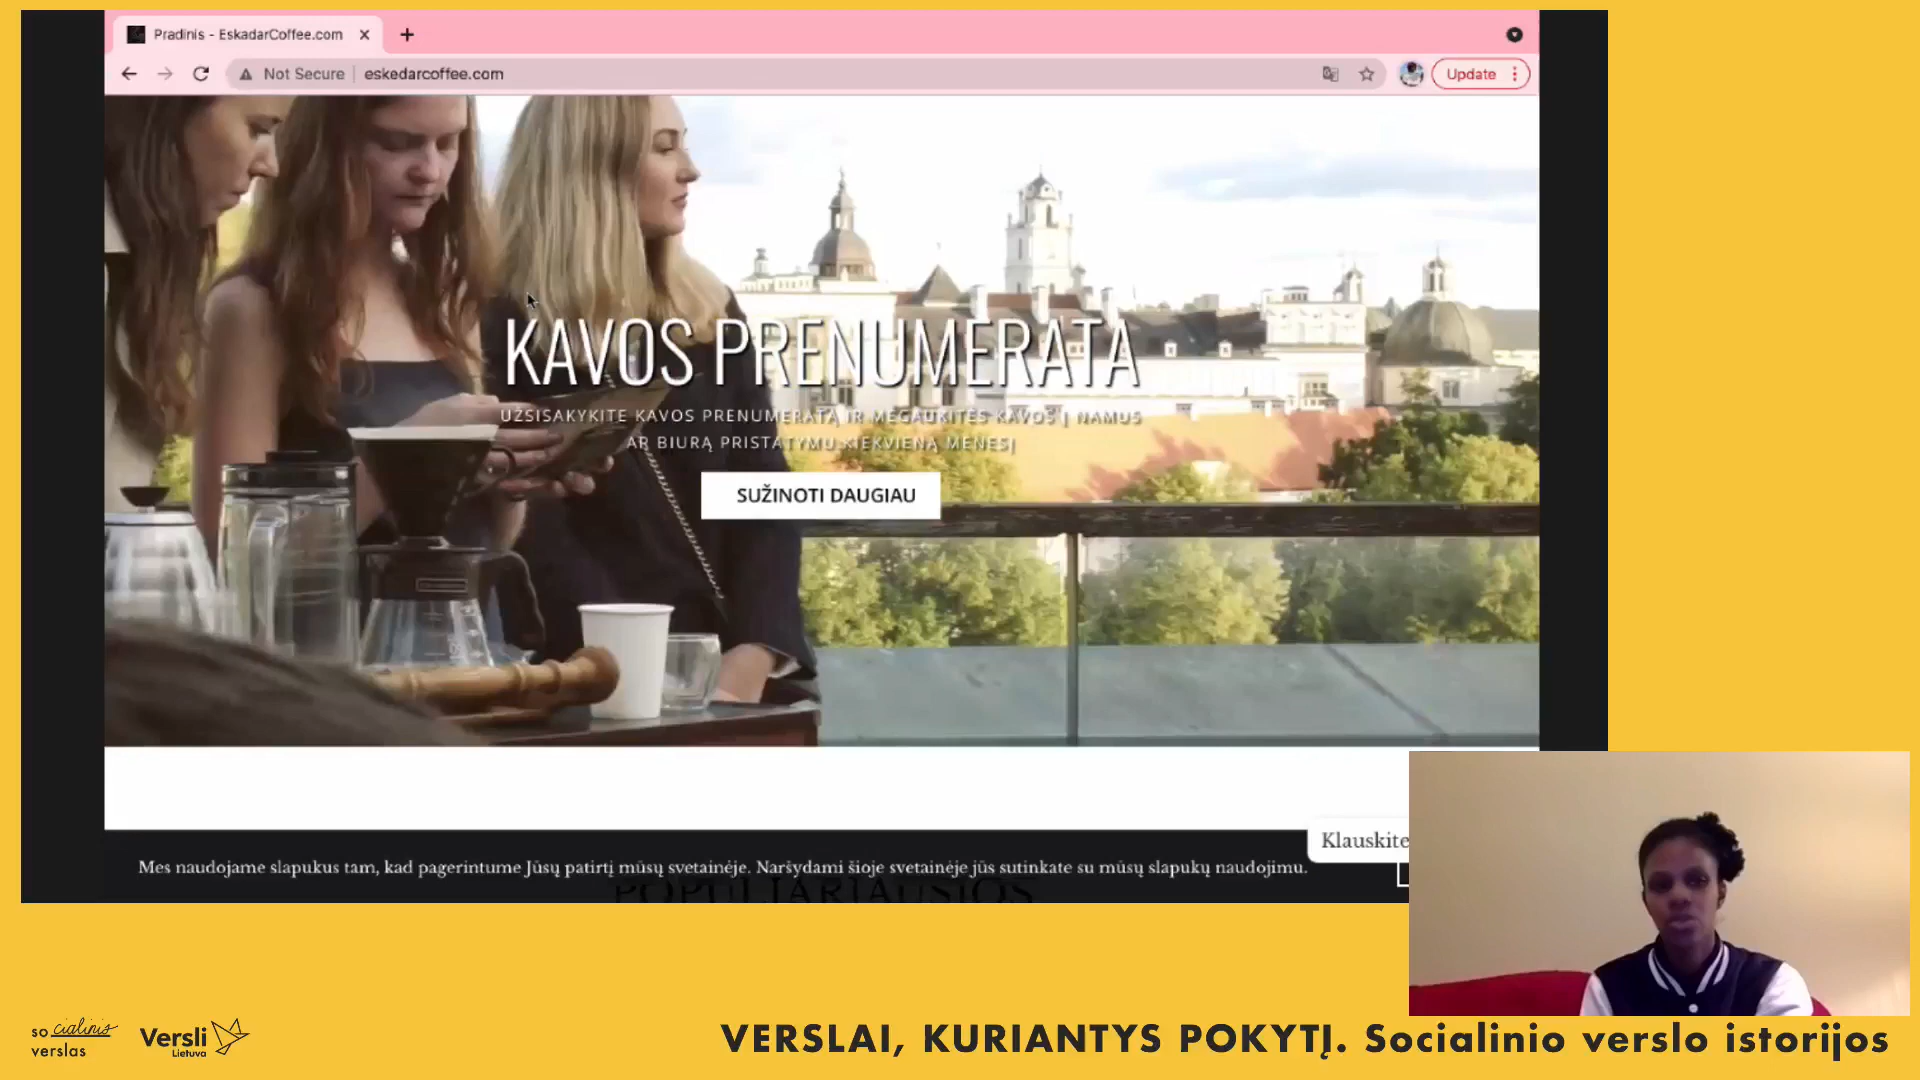 Pradinis - EskadarCoffee.com
Not Secure
eskedarcoffee.com
Update
KAVOS PRENUMERATA
UŽSISAKYKITE KAVOS PRENUMERATĄ IR MĖGAUKITĖS KAVOS Į NAMUS
AR BIURĄ PRISTATYMU KIEKVIENĄ MĖNESĮ
SUŽINOTI DAUGIAU
Klauskite
Mes naudojame slapukus tam, kad pagerintume Jūsų patirtį mūsų svetainėje. Naršydami šioje svetainėje jūs sutinkate su mūsų slapukų naudojimu.
POPULIARIAUSIOS
socialinis
verslas
Versli
Lietuva
VERSLAI, KURIANTYS POKYTĮ. Socialinio verslo istorijos